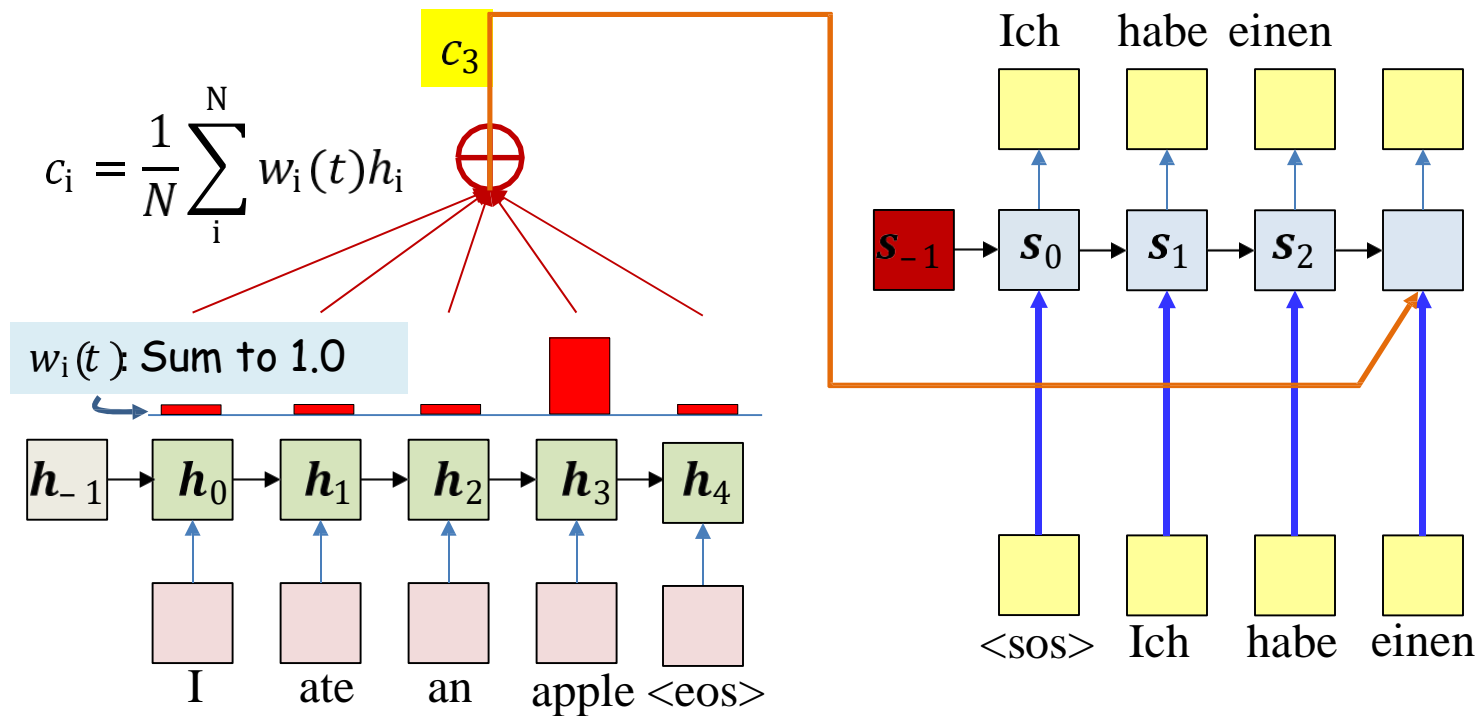 c₃
cᵢ = 1/N ∑ᵢᴺ wᵢ(t)hᵢ
wᵢ(t): Sum to 1.0
h₋₁ h₀ h₁ h₂ h₃ h₄
I ate an apple <eos>
Ich habe einen
s₋₁ s₀ s₁ s₂
<sos> Ich habe einen